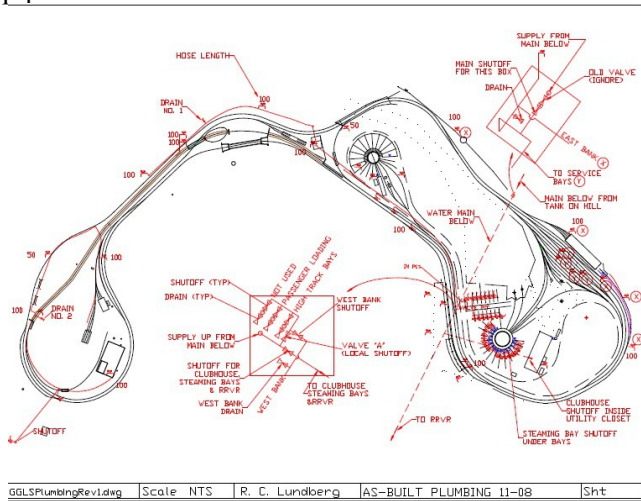 SUPPLY FROM
MAIN BELOW
MAIN SHUTOFF
FOR THIS BOX
OLD VALVE
(IGNORE)
DRAIN
EAST BANK X
TO SERVICE
BAYS Y
MAIN BELOW FROM
TANK ON HILL
HOSE LENGTH
DRAIN
NO. 1
100
100
100
50
100
100
100
X
WATER MAIN
BELOW
100
100
X
50
100
100
DRAIN
NO. 2
100
SHUTOFF
SHUTOFF (TYP)
DRAIN (TYP)
NOT USED
PASSENGER LOADING
HIGH TRACK BAYS
WEST BANK
SHUTOFF
SUPPLY UP FROM
MAIN BELOW
VALVE "A"
(LOCAL SHUTOFF)
SHUTOFF FOR
CLUBHOUSE
STEAMING BAYS
& RRVR
WEST BANK
DRAIN
WEST BANK
TO CLUBHOUSE
STEAMING BAYS
&RRVR
100
100
X
TO RRVR
CLUBHOUSE
SHUTOFF INSIDE
UTILITY CLOSET
STEAMING BAY SHUTOFF
UNDER BAYS
GGLSPlumbingRev1.dwg Scale NTS R. C. Lundberg AS-BUILT PLUMBING 11-08 Sht